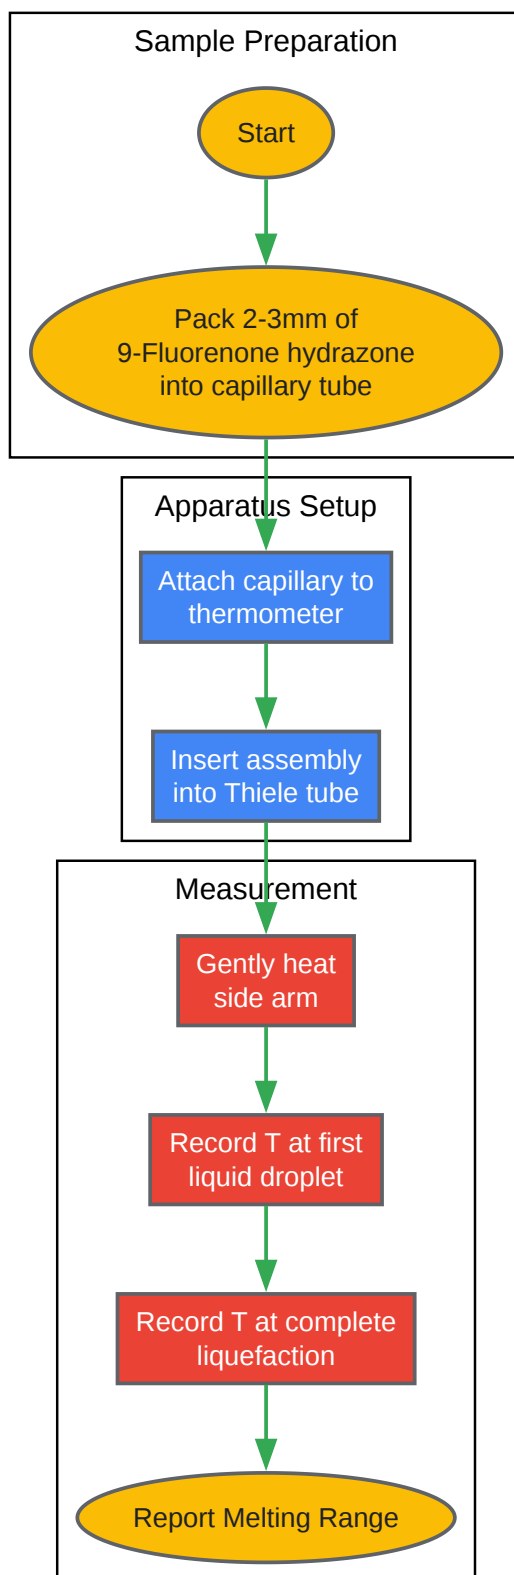 Sample Preparation
Start
Pack 2-3mm of
9-Fluorenone hydrazone
into capillary tube
Apparatus Setup
Attach capillary to
thermometer
Insert assembly
into Thiele tube
Measurement
Gently heat
side arm
Record T at first
liquid droplet
Record T at complete
liquefaction
Report Melting Range